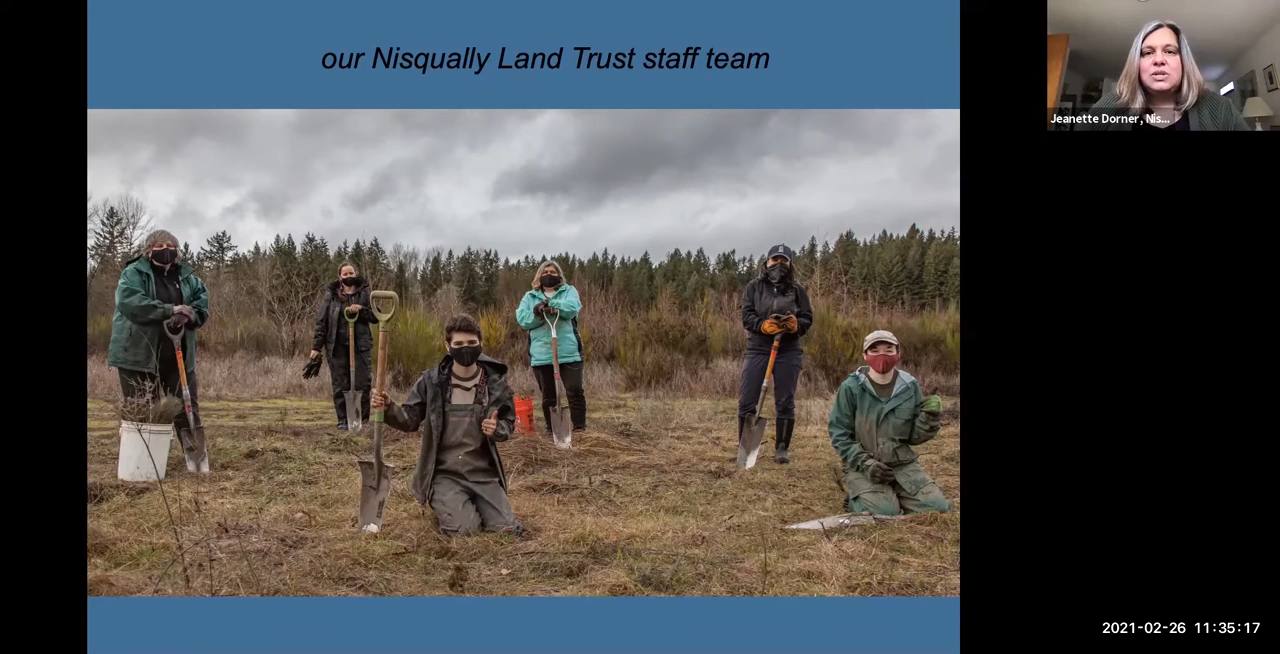 our Nisqually Land Trust staff team
Jeanette Dorner, Nis...
2021-02-26 11:35:17